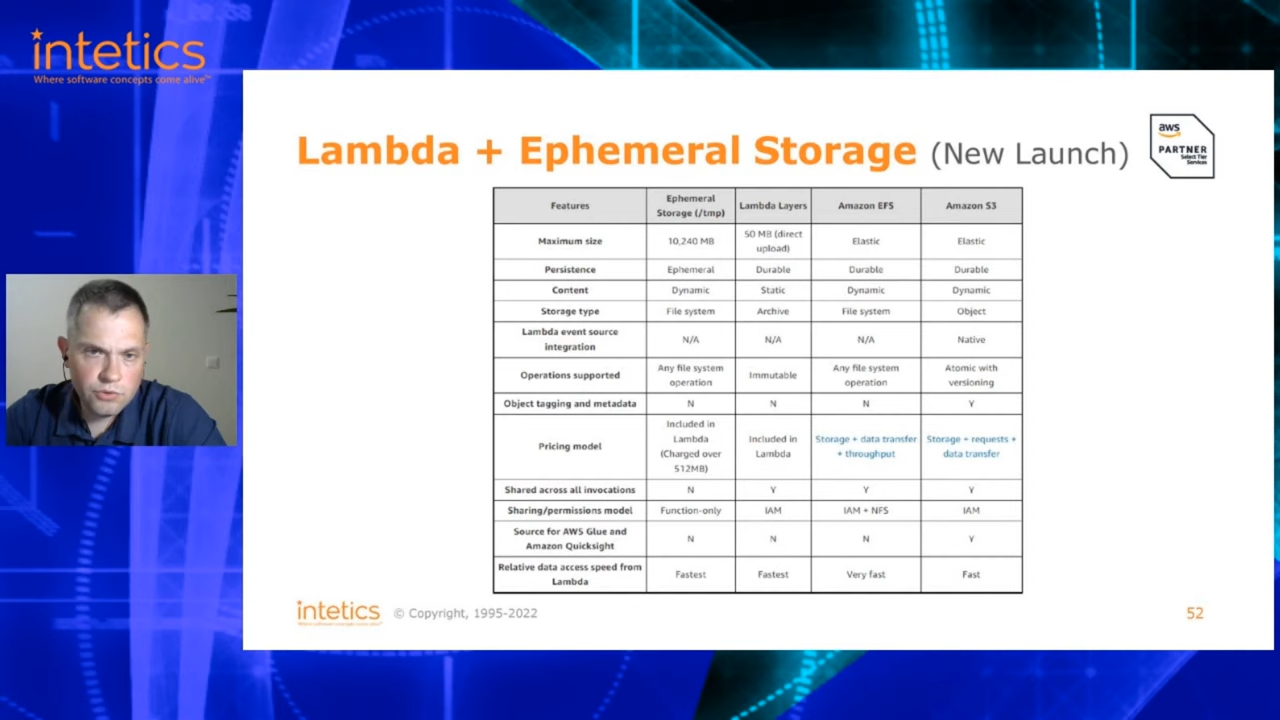 intetics
Where software concepts come alive™
Lambda + Ephemeral Storage (New Launch)
aws
PARTNER
Select Tier
Services
Features
Ephemeral
Storage (/tmp)
Lambda Layers
Amazon EFS
Amazon S3
Maximum size
10,240 MB
50 MB (direct
upload)
Elastic
Elastic
Persistence
Ephemeral
Durable
Durable
Durable
Content
Dynamic
Static
Dynamic
Dynamic
Storage type
File system
Archive
File system
Object
Lambda event source
integration
N/A
N/A
N/A
Native
Operations supported
Any file system
operation
Immutable
Any file system
operation
Atomic with
versioning
Object tagging and metadata
N
N
N
Y
Pricing model
Included in
Lambda
(Charged over
512MB)
Included in
Lambda
Storage + data transfer
+ throughput
Storage + requests +
data transfer
Shared across all invocations
N
Y
Y
Y
Sharing/permissions model
Function-only
IAM
IAM + NFS
IAM
Source for AWS Glue and
Amazon Quicksight
N
N
N
Y
Relative data access speed from
Lambda
Fastest
Fastest
Very fast
Fast
intetics
© Copyright, 1995-2022
52